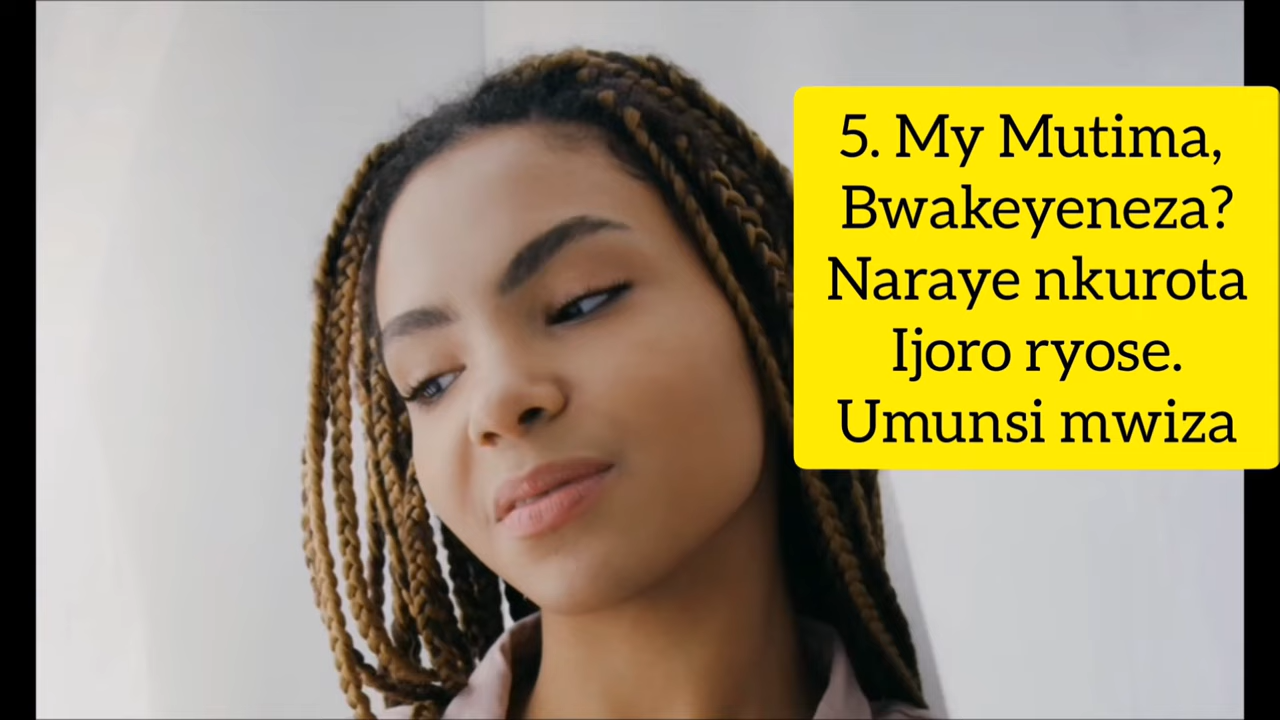 5. My Mutima,
Bwakeyeneza?
Naraye nkurota
Ijoro ryose.
Umunsi mwiza